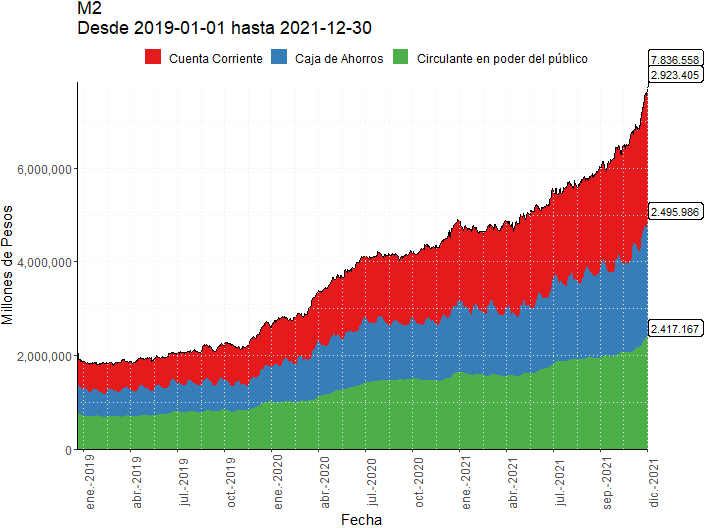 M2
Desde 2019-01-01 hasta 2021-12-30
Cuenta Corriente
Caja de Ahorros
Circulante en poder del público
7.836.558
2.923.405
2.495.986
2.417.167
Millones de Pesos
6,000,000
4,000,000
2,000,000
0
ene.-2019
abr.-2019
jul.-2019
oct.-2019
ene.-2020
abr.-2020
jul.-2020
oct.-2020
ene.-2021
abr.-2021
jul.-2021
sep.-2021
dic.-2021
Fecha